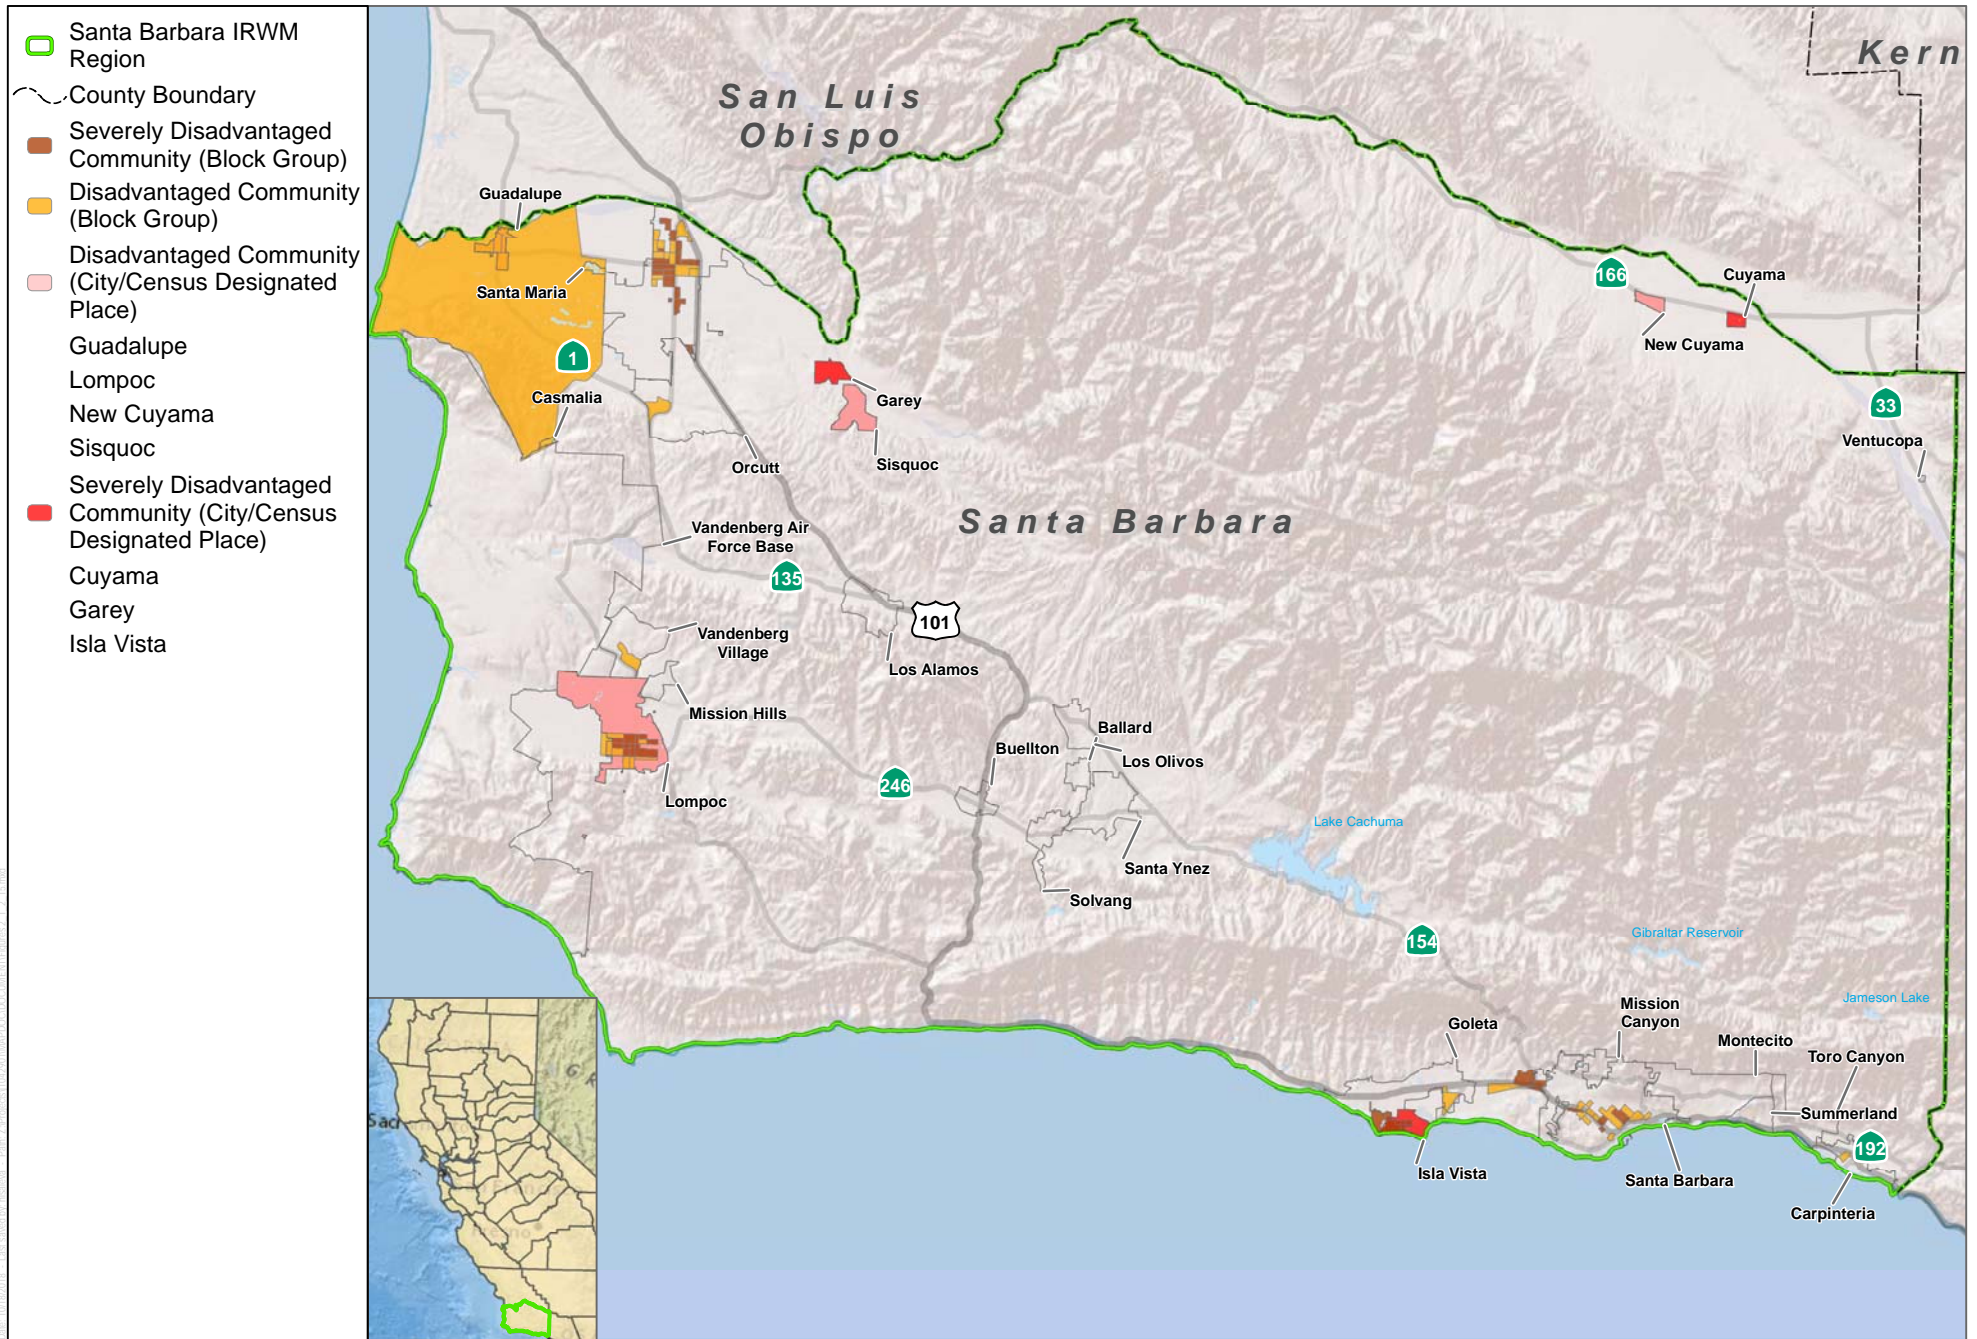 Santa Barbara IRWM
Region
County Boundary
Severely Disadvantaged
Community (Block Group)
Disadvantaged Community
(Block Group)
Disadvantaged Community
(City/Census Designated
Place)
Guadalupe
Lompoc
New Cuyama
Sisquoc
Severely Disadvantaged
Community (City/Census
Designated Place)
Cuyama
Garey
Isla Vista
Kern
San Luis
Obispo
Guadalupe
Santa Maria
1
Casmalia
166
Cuyama
New Cuyama
33
Ventucopa
Garey
Sisquoc
Orcutt
Santa Barbara
Vandenberg Air
Force Base
135
101
Vandenberg
Village
Los Alamos
Mission Hills
Ballard
Buellton
Los Olivos
246
Lompoc
Lake Cachuma
Santa Ynez
Solvang
154
Gibraltar Reservoir
Jameson Lake
Mission
Canyon
Goleta
Montecito
Toro Canyon
Summerland
192
Isla Vista
Santa Barbara
Carpinteria